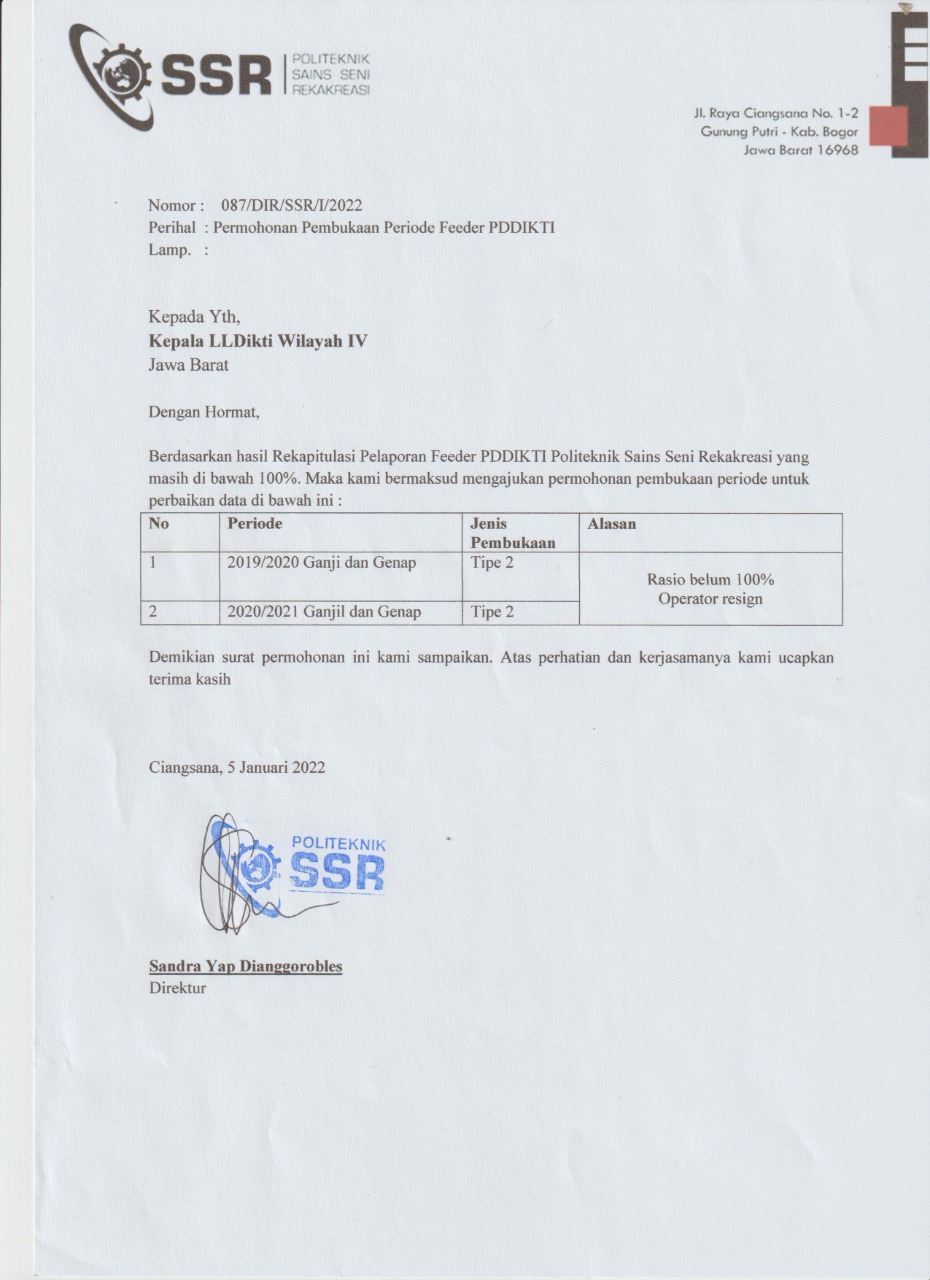 SSR
POLITEKNIK
SAINS SENI
REKAKREASI
Jl. Raya Ciangsana No. 1-2
Gunung Putri - Kab. Bogor
Jawa Barat 16968
Nomor : 087/DIR/SSR/I/2022
Perihal : Permohonan Pembukaan Periode Feeder PDDIKTI
Lamp. :
Kepada Yth,
Kepala LLDikti Wilayah IV
Jawa Barat
Dengan Hormat,
Berdasarkan hasil Rekapitulasi Pelaporan Feeder PDDIKTI Politeknik Sains Seni Rekakreasi yang
masih di bawah 100%. Maka kami bermaksud mengajukan permohonan pembukaan periode untuk
perbaikan data di bawah ini :
No Periode Jenis Pembukaan Alasan
1 2019/2020 Ganji dan Genap Tipe 2
Rasio belum 100%
Operator resign
2 2020/2021 Ganjil dan Genap Tipe 2
Demikian surat permohonan ini kami sampaikan. Atas perhatian dan kerjasamanya kami ucapkan
terima kasih
Ciangsana, 5 Januari 2022
POLITEKNIK
SSR
Sandra Yap Dianggorobles
Direktur